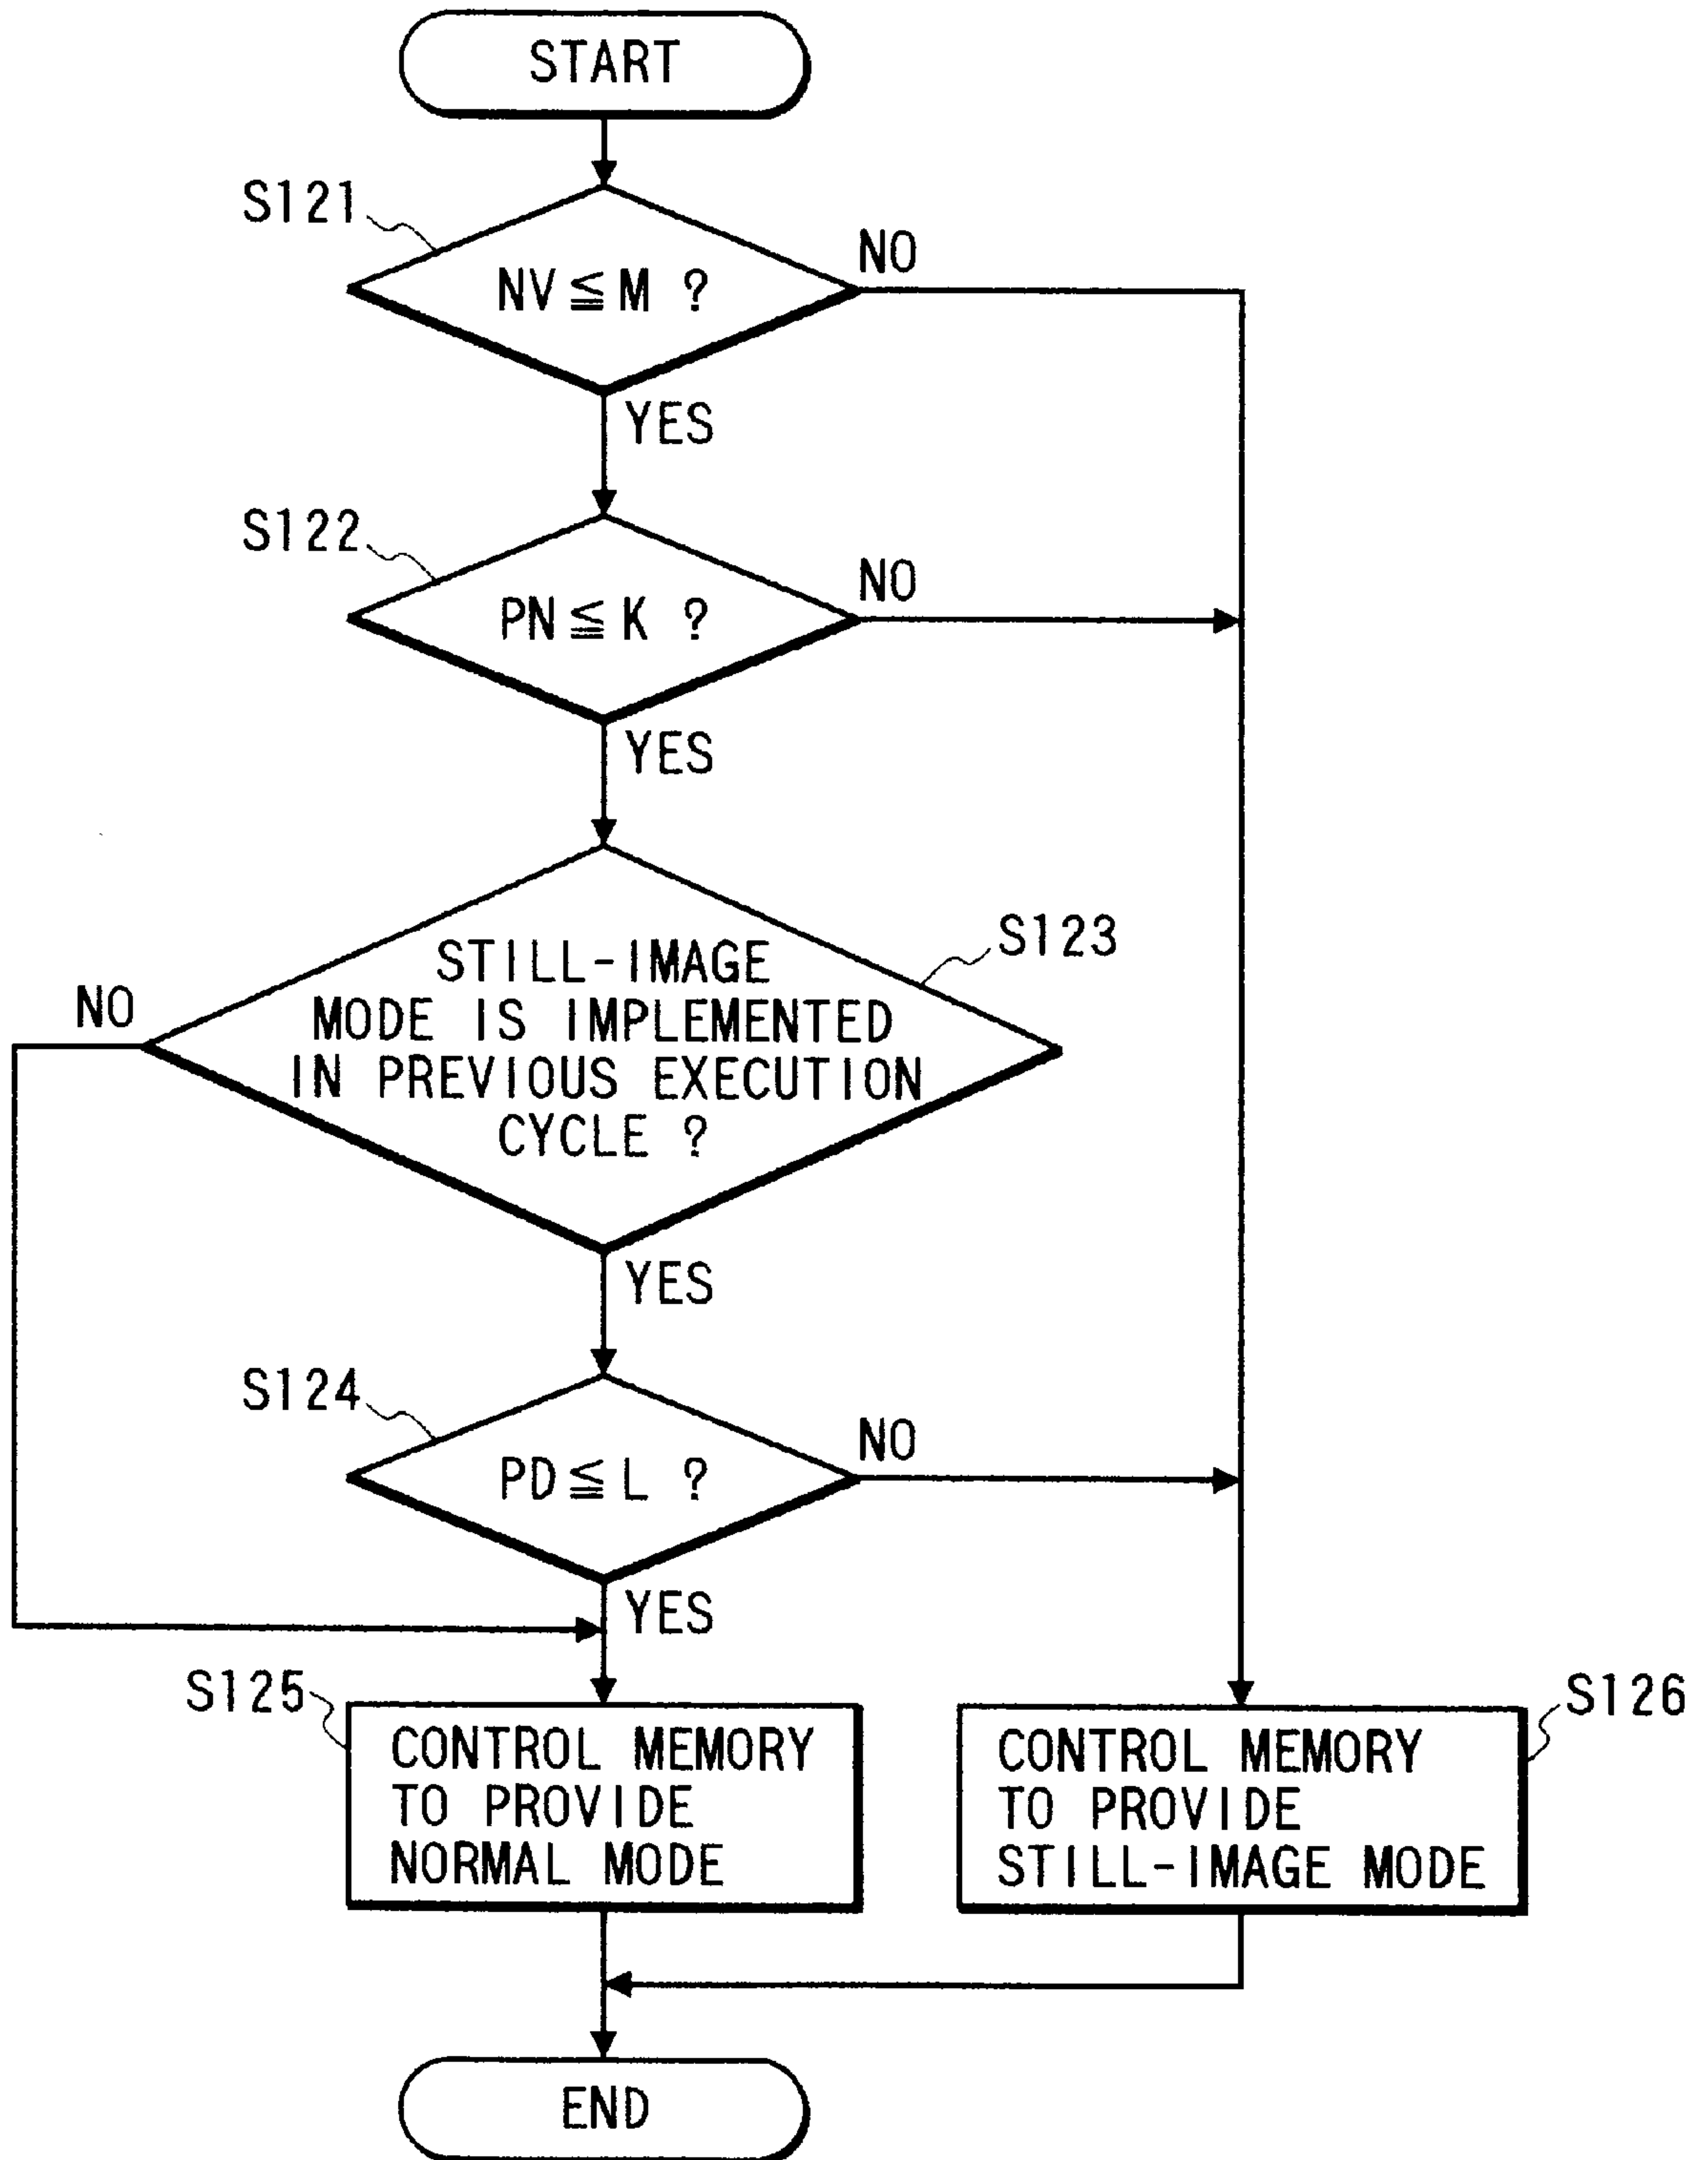 START
S121
NV ≦ M ?
NO
YES
S122
PN ≦ K ?
NO
YES
S123
STILL-IMAGE
MODE IS IMPLEMENTED
IN PREVIOUS EXECUTION
CYCLE ?
NO
YES
S124
PD ≦ L ?
NO
YES
S125
CONTROL MEMORY
TO PROVIDE
NORMAL MODE
S126
CONTROL MEMORY
TO PROVIDE
STILL-IMAGE MODE
END